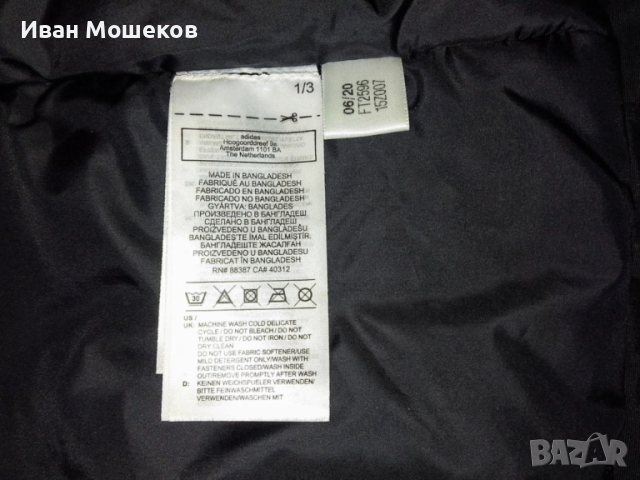 Иван Мошеков
1/3
06/20
FT2596
15Z007
adidas
Hoogoorddreef 9a
Amsterdam 1101 BA
The Netherlands
MADE IN BANGLADESH
FABRIQUÉ AU BANGLADESH
FABRICADO EN BANGLADESH
FABRICADO NO BANGLADESH
GYÁRTVA: BANGLADES
ПРОИЗВЕДЕНО В БАНГЛАДЕШ
СДЕЛАНО В БАНГЛАДЕШ
PROIZVEDENO U BANGLADEŠU
BANGLADEŞ'TE İMAL EDİLMİŞTİR.
БАНГЛАДЕШТЕ ЖАСАЛҒАН
PROIZVEDENO U BANGLADEŠU
FABRICAT ÎN BANGLADESH
RN# 88387 CA# 40312
30
US /
UK: MACHINE WASH COLD DELICATE
CYCLE / DO NOT BLEACH / DO NOT
TUMBLE DRY / DO NOT IRON / DO NOT
DRY CLEAN
DO NOT USE FABRIC SOFTENER/USE
MILD DETERGENT ONLY/WASH WITH
FASTENERS CLOSED/WASH INSIDE
OUT/REMOVE PROMPTLY AFTER WASH
D: KEINEN WEICHSPUELER VERWENDEN/
BITTE FEINWASCHMITTEL
VERWENDEN/WASCHEN MIT
BAZAR